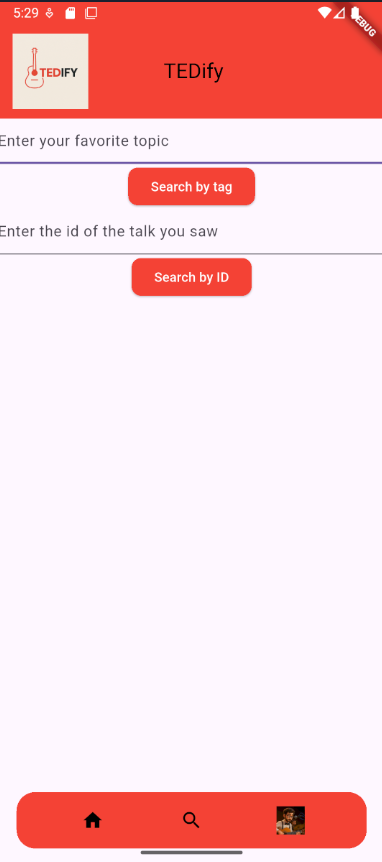 5:29
DEBUG
TEDIFY
TEDify
Enter your favorite topic
Search by tag
Enter the id of the talk you saw
Search by ID